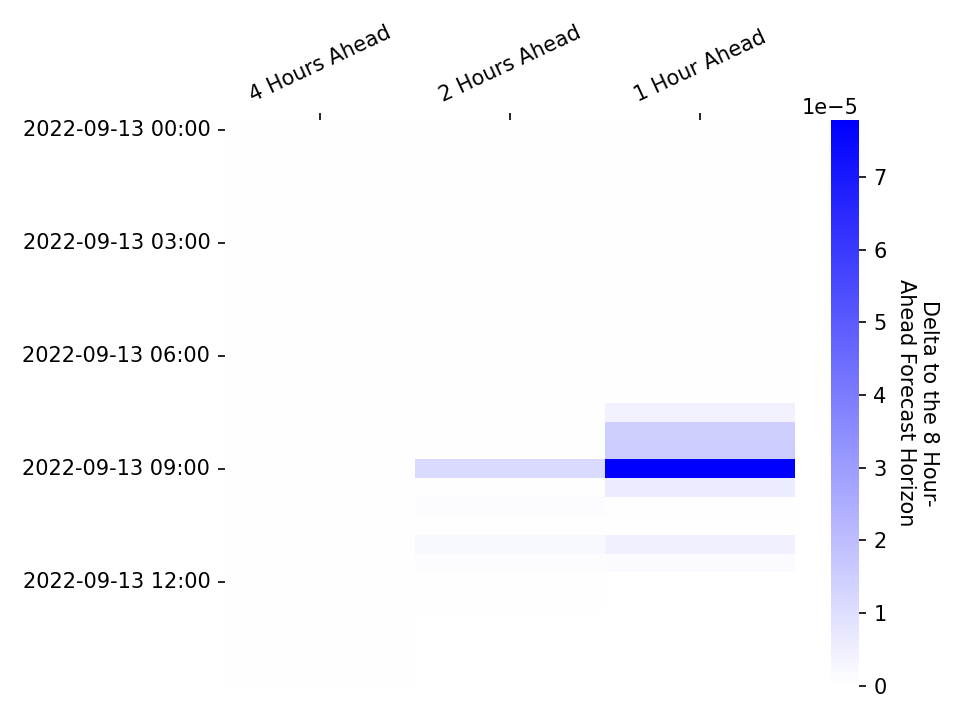 4 Hours Ahead
2 Hours Ahead
1 Hour Ahead
2022-09-13 00:00
2022-09-13 03:00
2022-09-13 06:00
2022-09-13 09:00
2022-09-13 12:00
1e−5
7
6
5
4
3
2
1
0
Delta to the 8 Hour-
Ahead Forecast Horizon